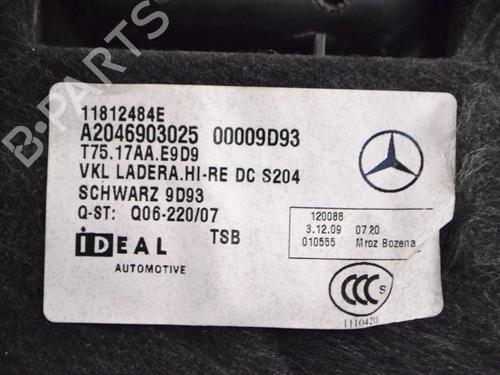 11812484E
A2046903025 00009D93
T75.17AA.E9D9
VKL LADERA.HI-RE DC S204
SCHWARZ 9D93
Q-ST: Q06-220/07
IDEAL TSB
AUTOMOTIVE
120088
3.12.09 07:20
010555 Mroz Bozena
CCC S
1110420
B-PARTS